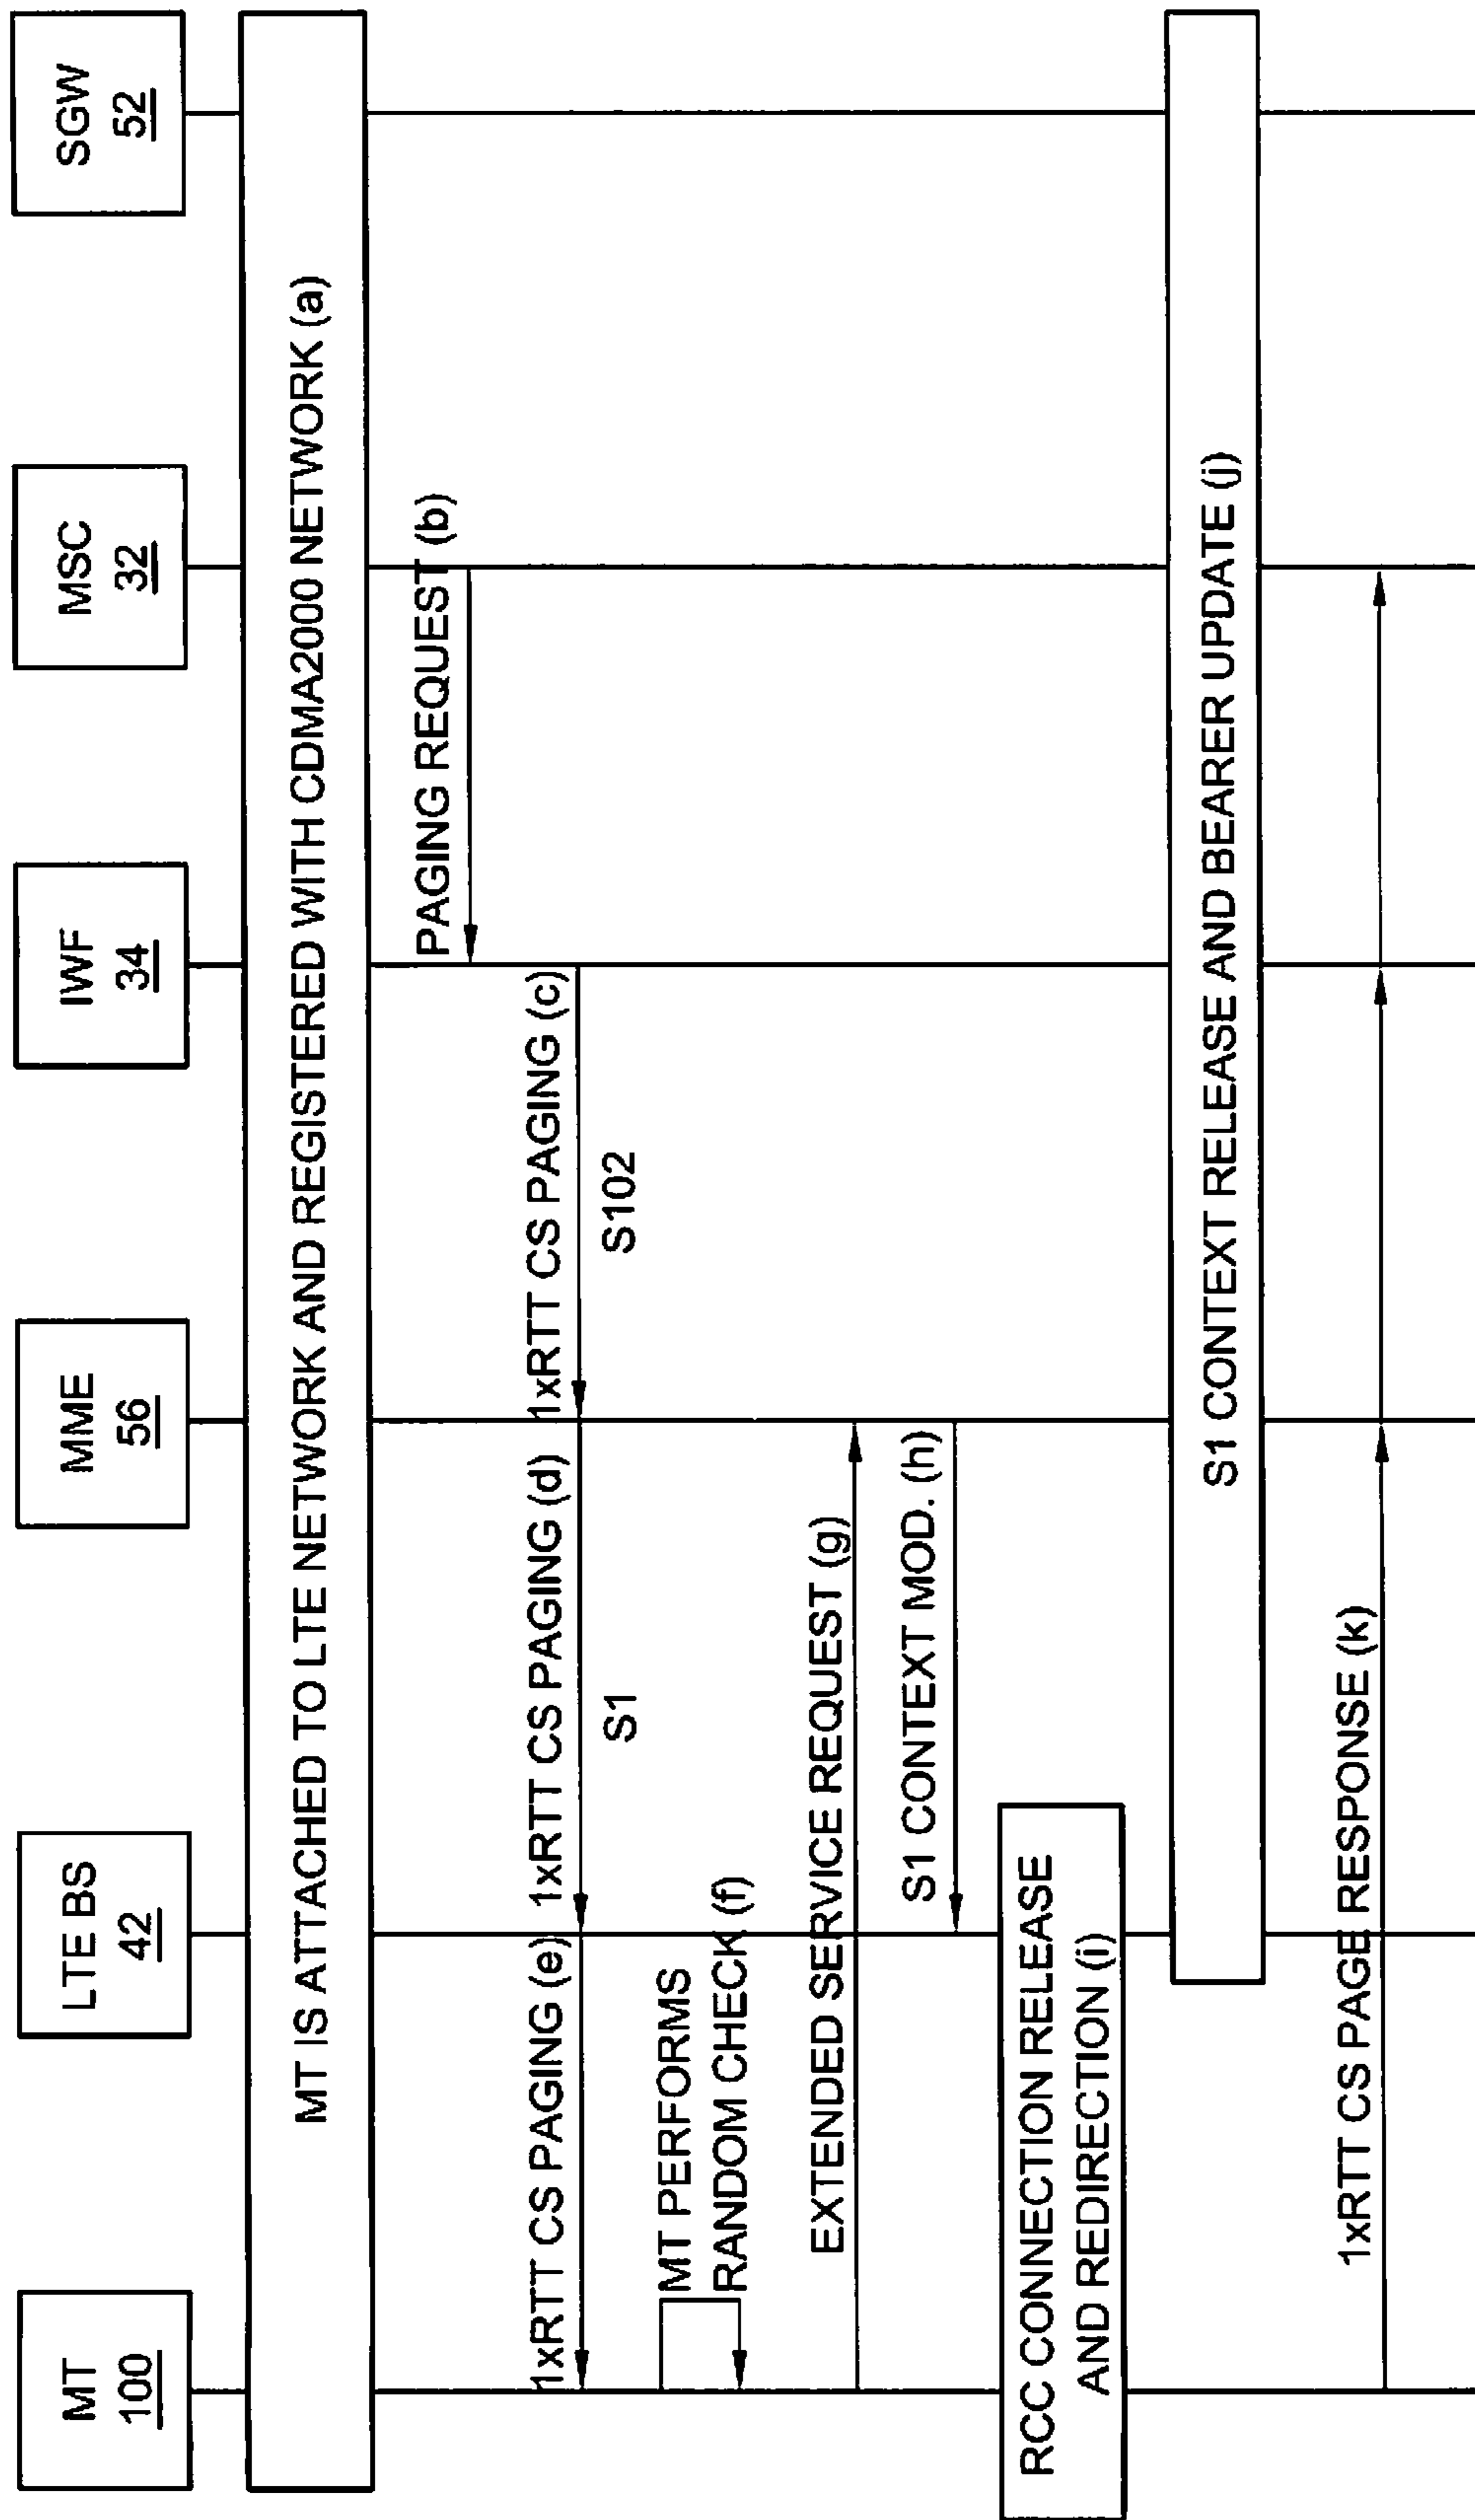 MT
100
LTE BS
42
MME
56
IWF
34
MSC
32
SGW
52
MT IS ATTACHED TO LTE NETWORK AND REGISTERED WITH CDMA2000 NETWORK (a)
PAGING REQUEST (b)
1xRTT CS PAGING (e)
1xRTT CS PAGING (d)
1xRTT CS PAGING (c)
S1
S102
MT PERFORMS
RANDOM CHECK (f)
EXTENDED SERVICE REQUEST (g)
S1 CONTEXT MOD. (h)
RCC CONNECTION RELEASE
AND REDIRECTION (i)
S1 CONTEXT RELEASE AND BEARER UPDATE (j)
1xRTT CS PAGE RESPONSE (k)